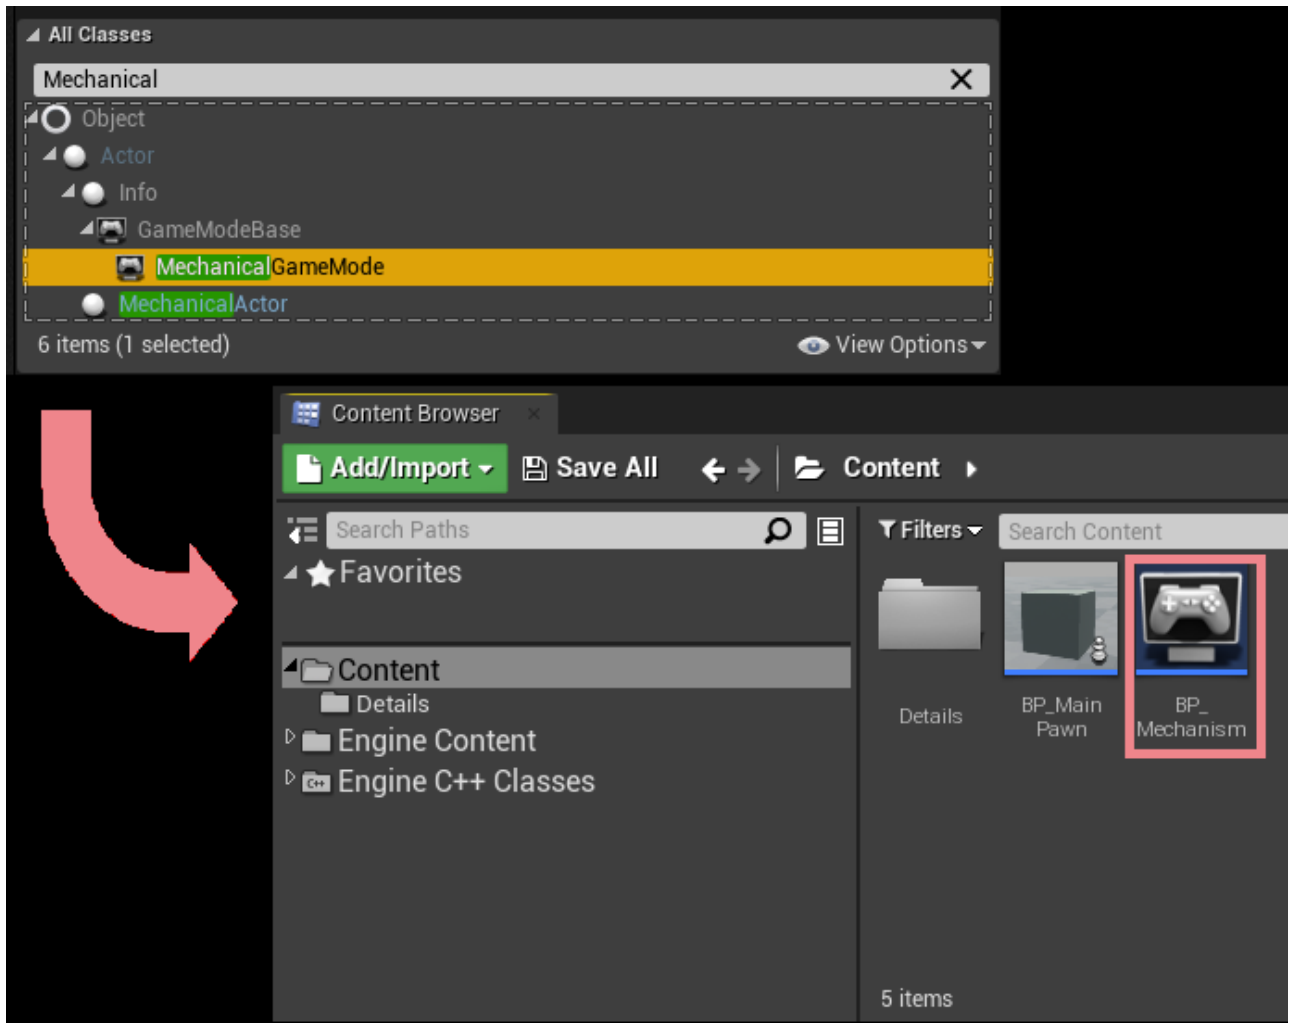 All Classes
Mechanical
Object
Actor
Info
GameModeBase
MechanicalGameMode
MechanicalActor
6 items (1 selected)
View Options
Content Browser
Add/Import
Save All
Content
Search Paths
Filters
Search Content
Favorites
Content
Details
Engine Content
C++
Engine C++ Classes
Details
BP_Main
Pawn
BP_
Mechanism
5 items